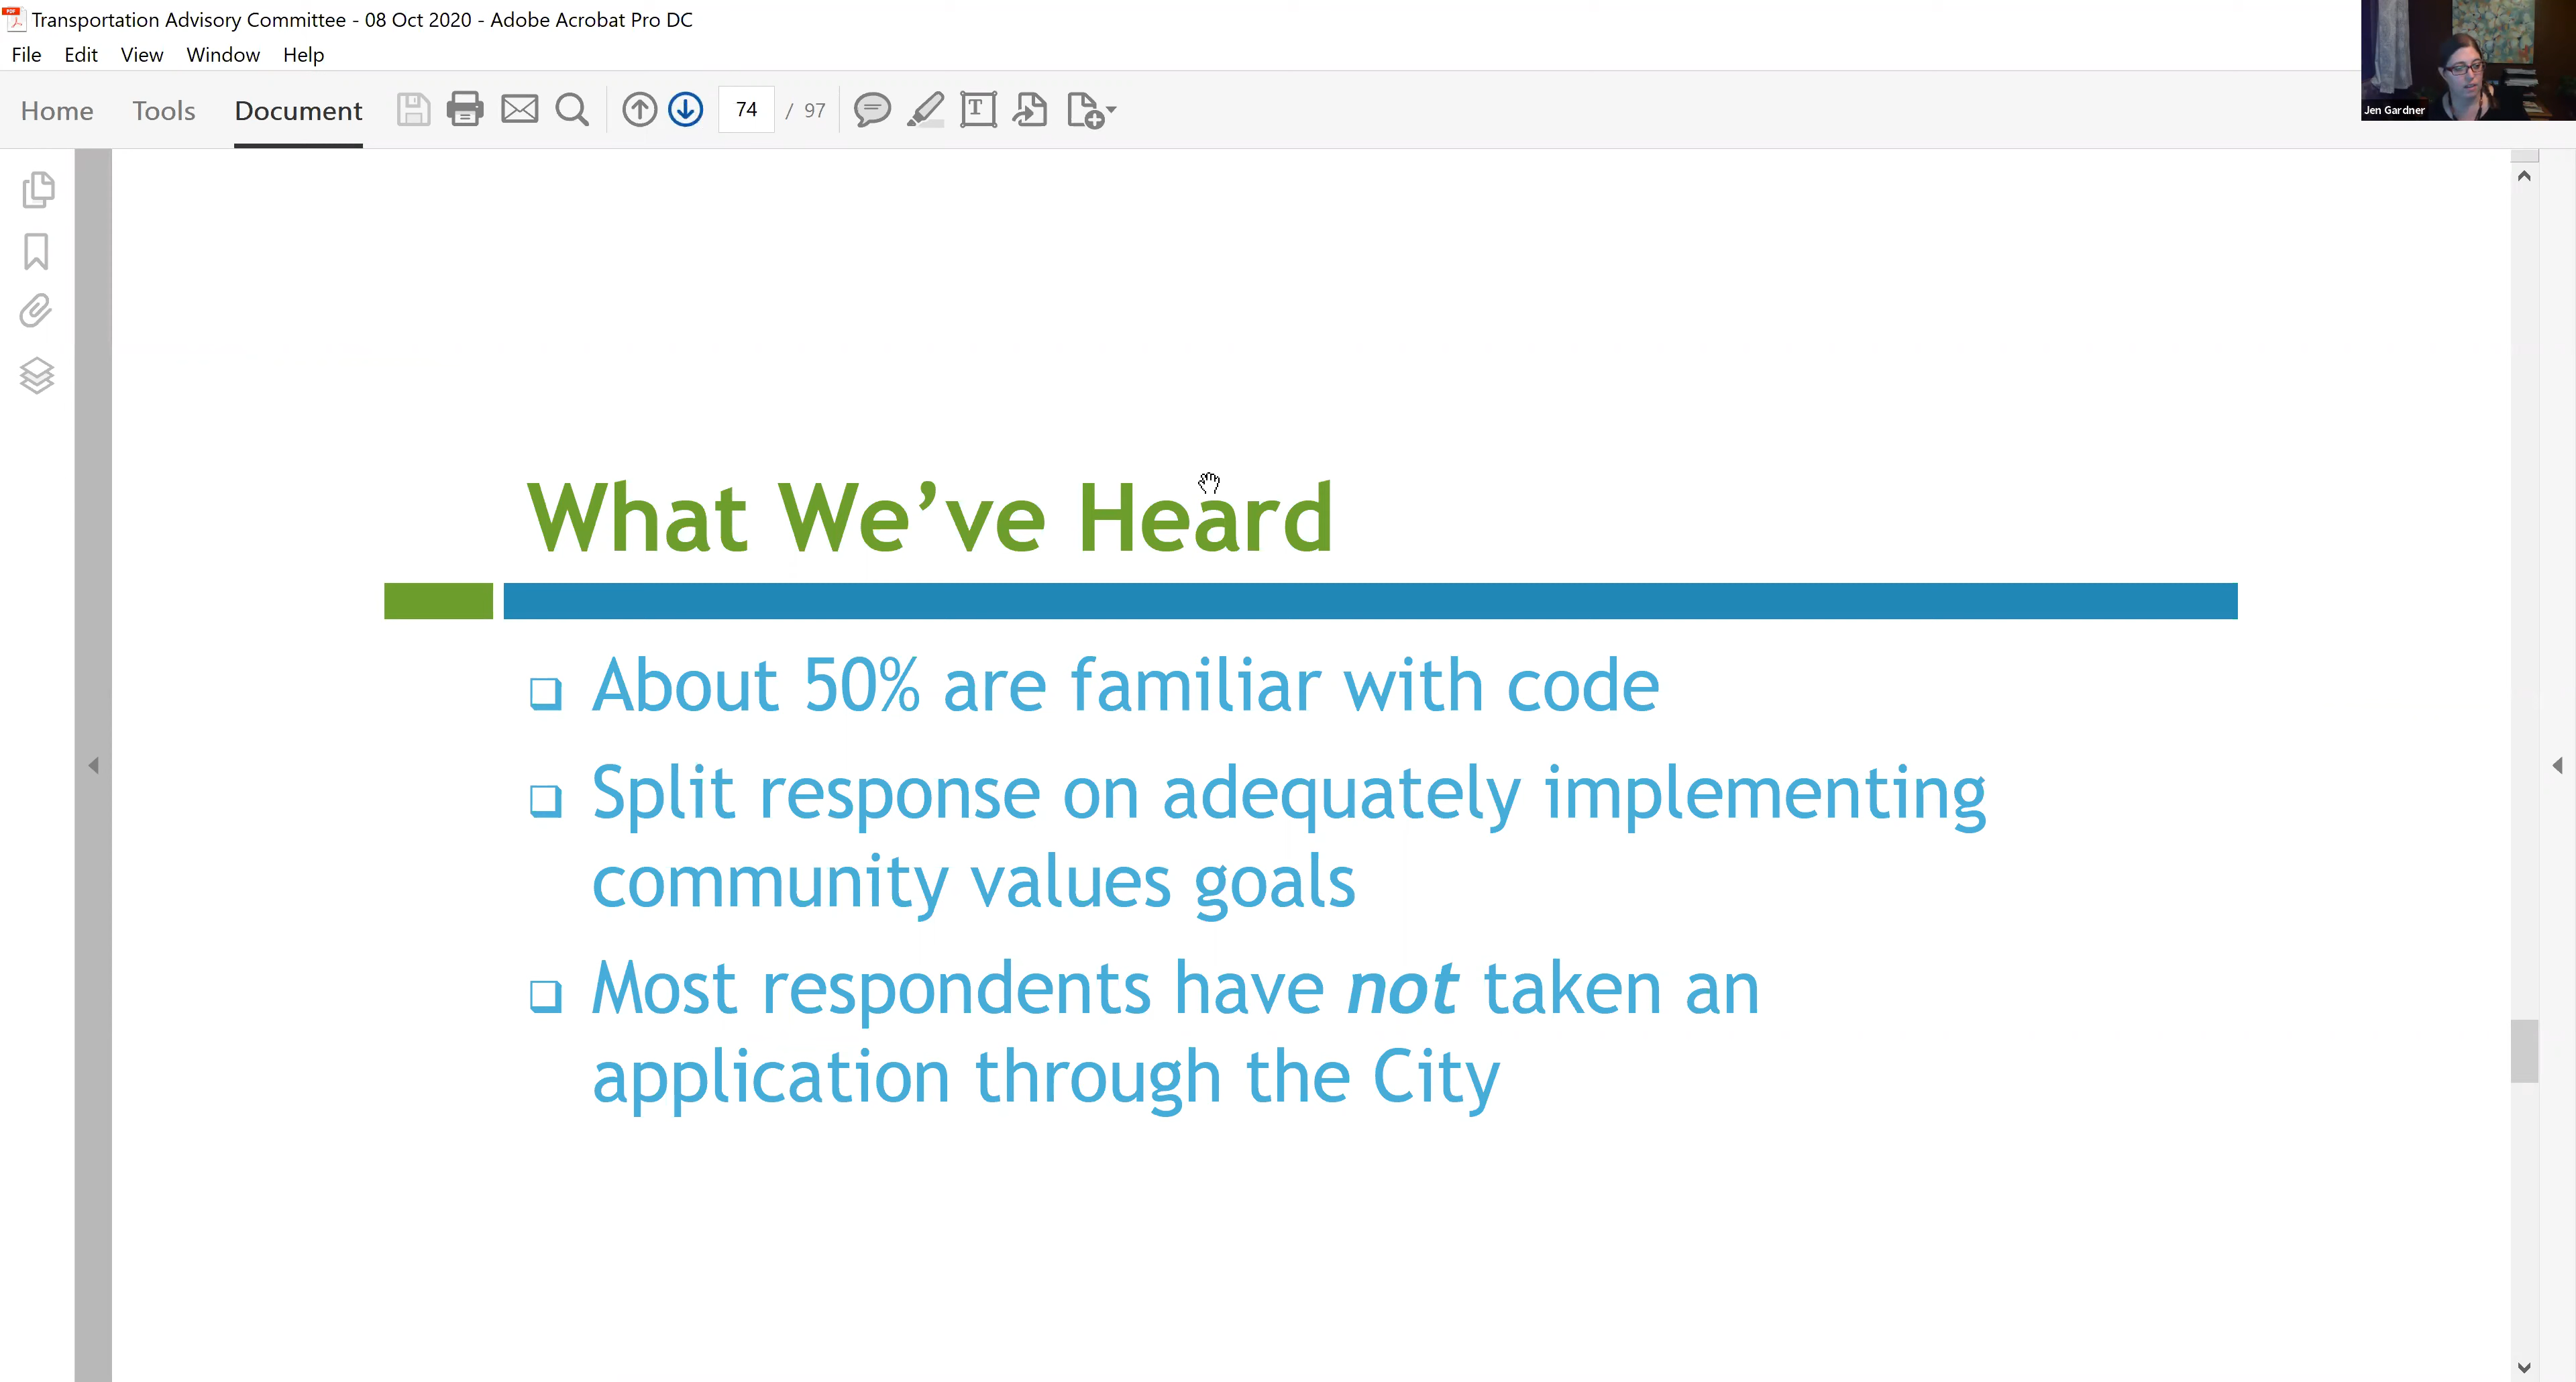 Transportation Advisory Committee - 08 Oct 2020 - Adobe Acrobat Pro DC
File Edit View Window Help
Jen Gardner
Home Tools Document 74 / 97
What We’ve Heard
❑ About 50% are familiar with code
❑ Split response on adequately implementing
community values goals
❑ Most respondents have not taken an
application through the City